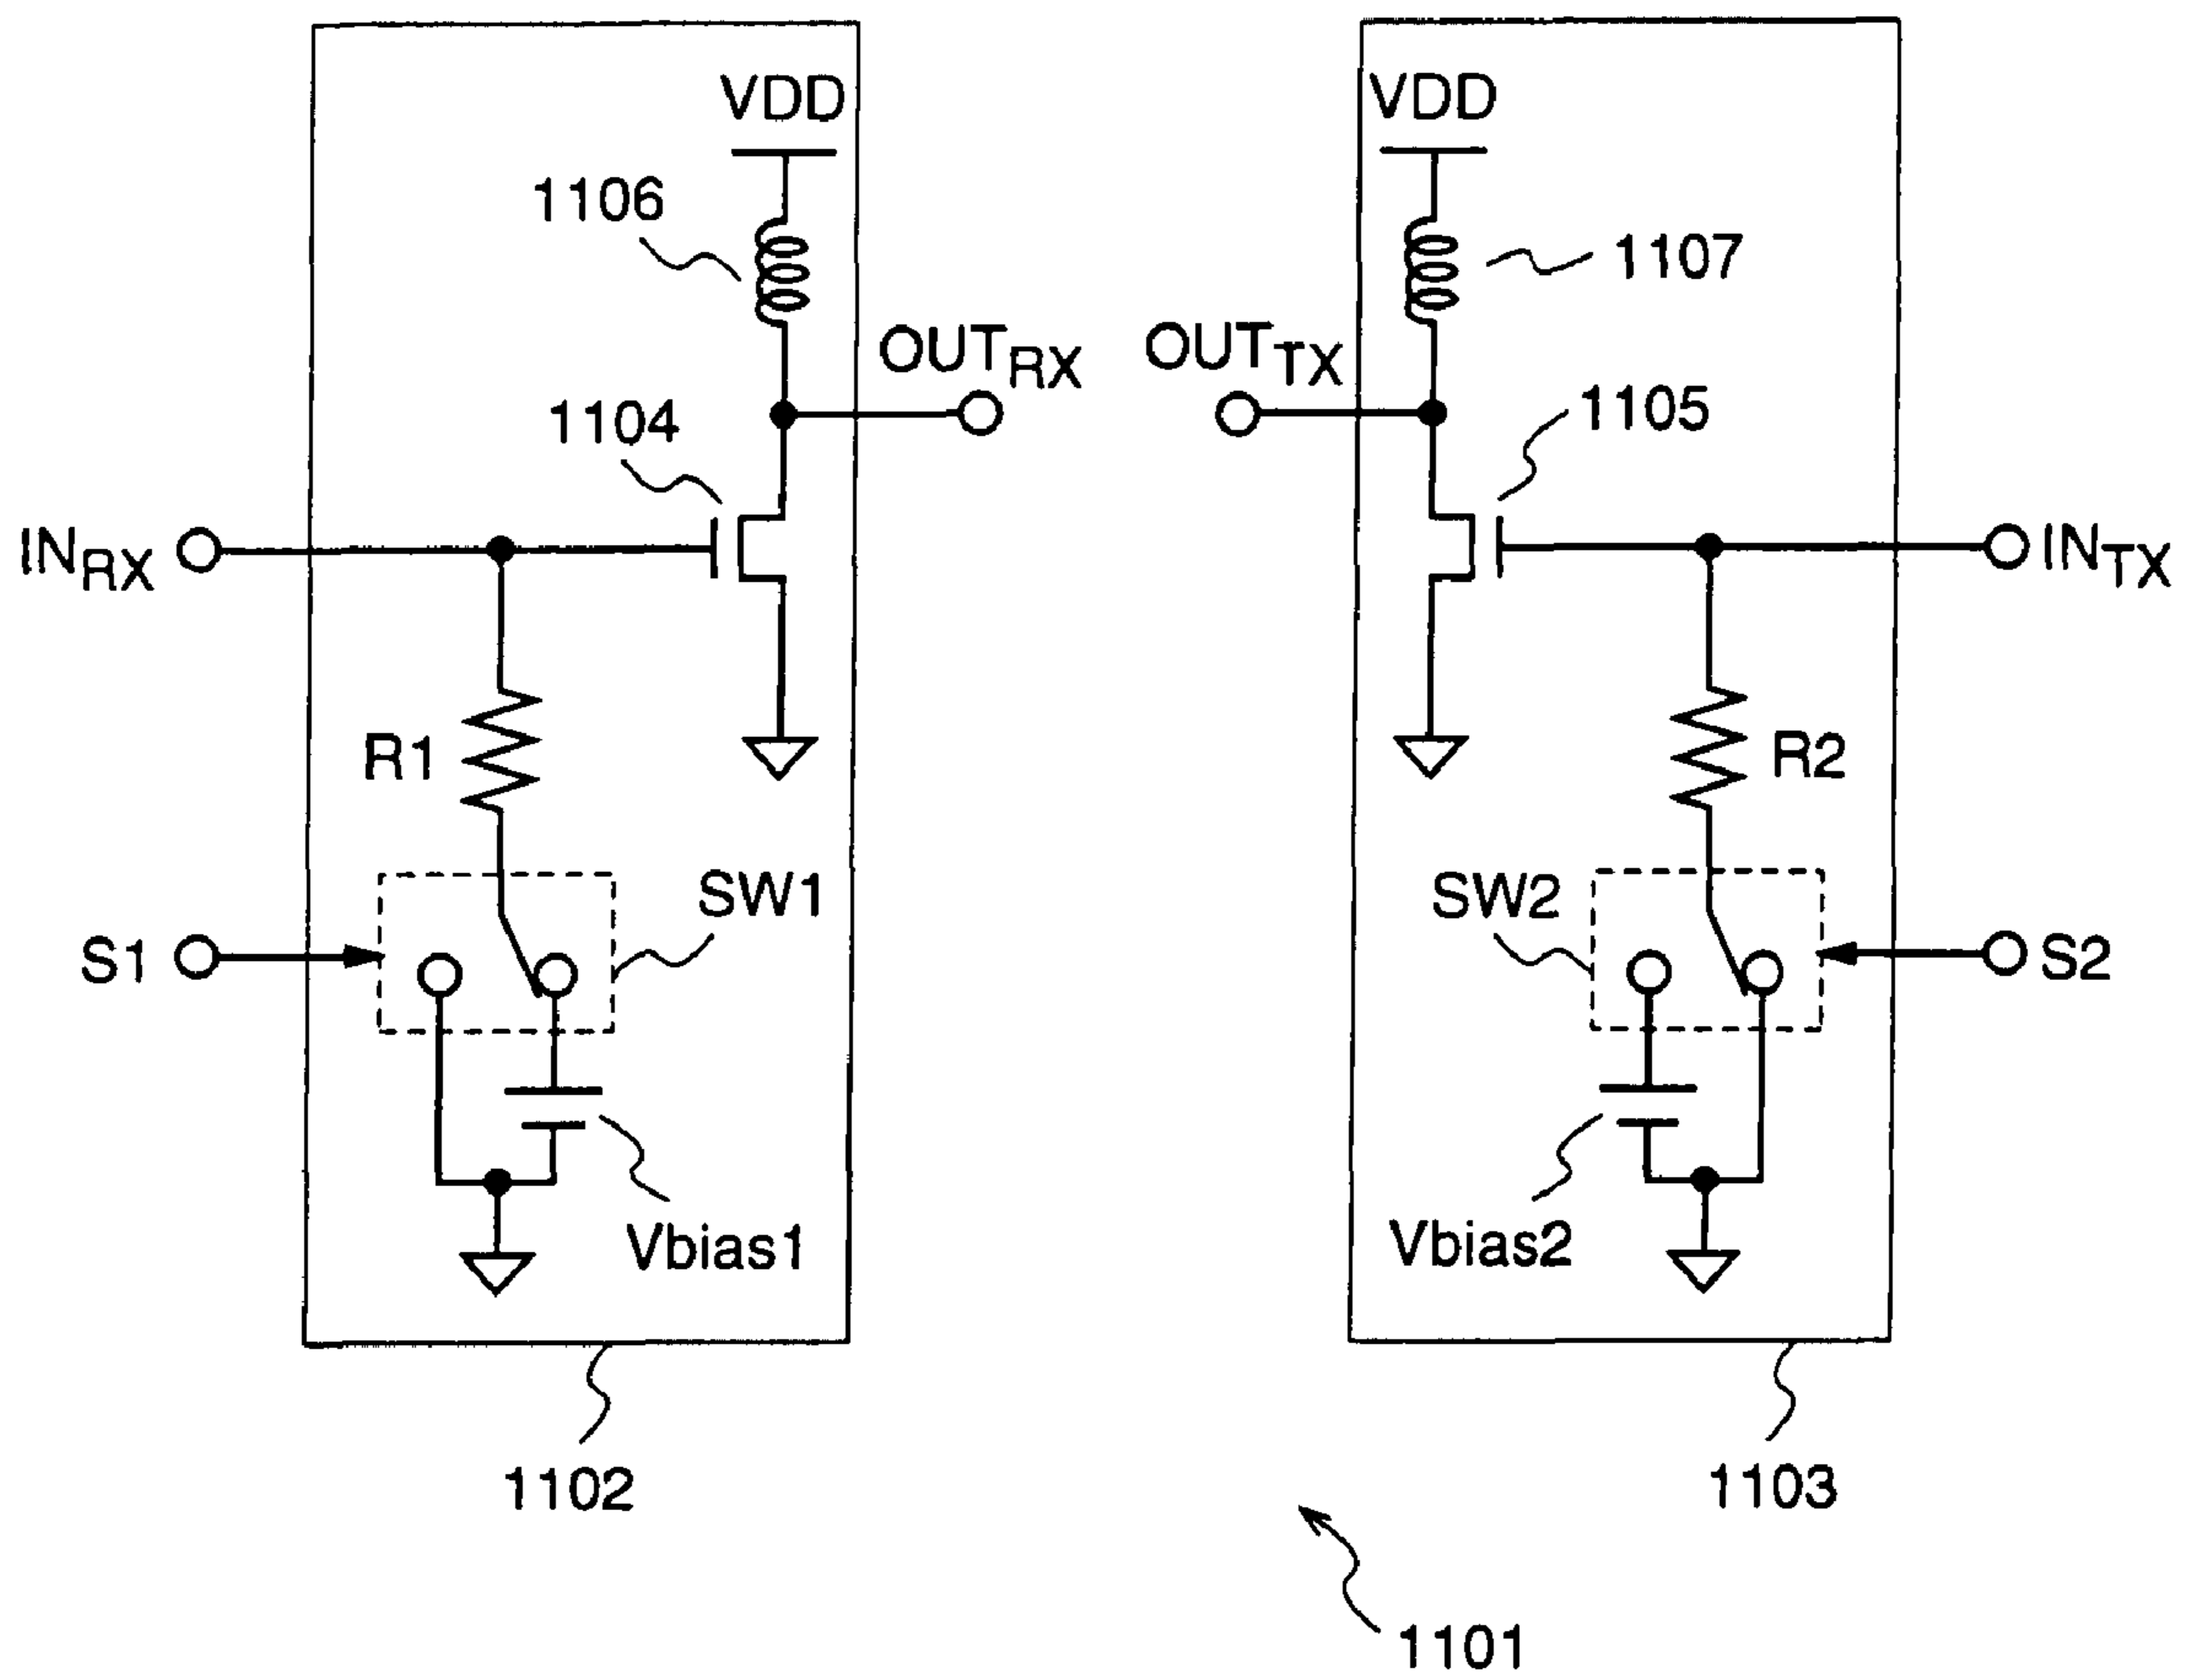 VDD
VDD
1106
1107
OUTRX
OUTTX
1104
1105
INRX
INTX
R1
R2
SW1
SW2
S1
S2
Vbias1
Vbias2
1102
1103
1101